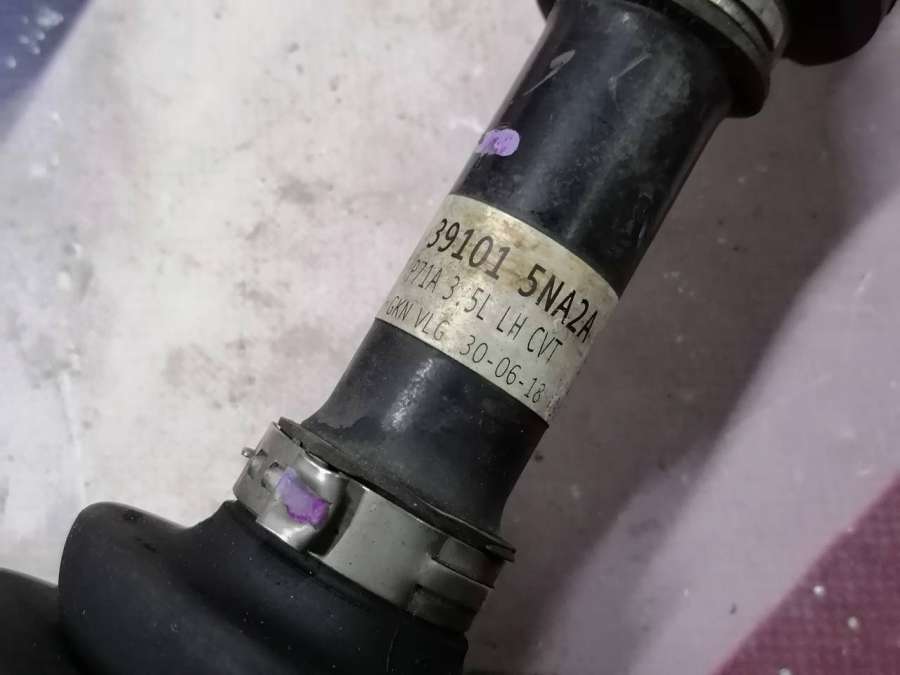 39101 5NA2A
P71A 3.5L LH CVT
GKN VLG 30-06-18